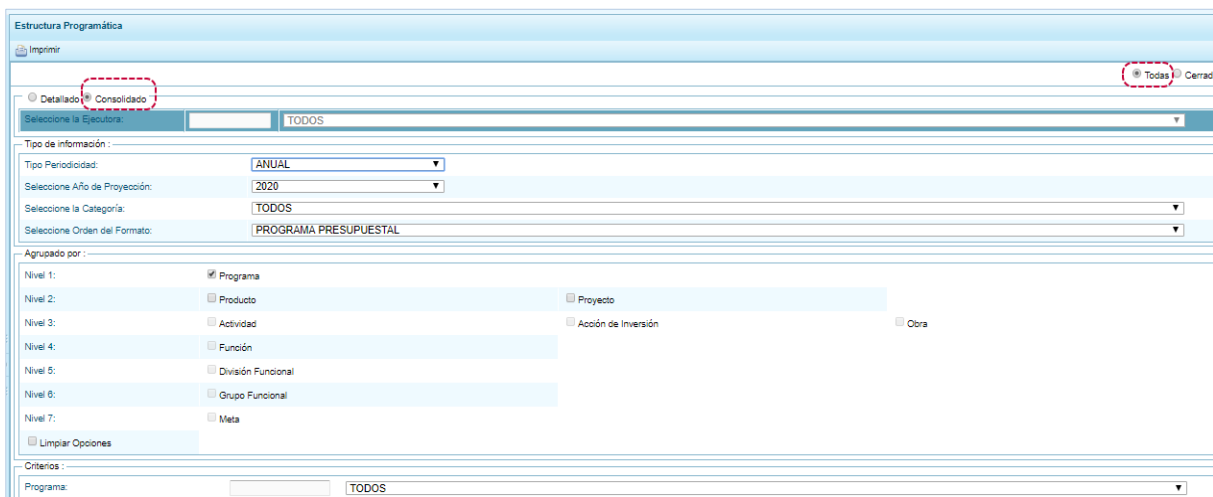 Estructura Programática
Imprimir
Todas Cerrad
Detallado Consolidado
Seleccione la Ejecutora: TODOS
Tipo de información :
Tipo Periodicidad: ANUAL
Seleccione Año de Proyección: 2020
Seleccione la Categoría: TODOS
Seleccione Orden del Formato: PROGRAMA PRESUPUESTAL
Agrupado por :
Nivel 1: Programa
Nivel 2: Producto Proyecto
Nivel 3: Actividad Acción de Inversión Obra
Nivel 4: Función
Nivel 5: División Funcional
Nivel 6: Grupo Funcional
Nivel 7: Meta
Limpiar Opciones
Criterios :
Programa: TODOS